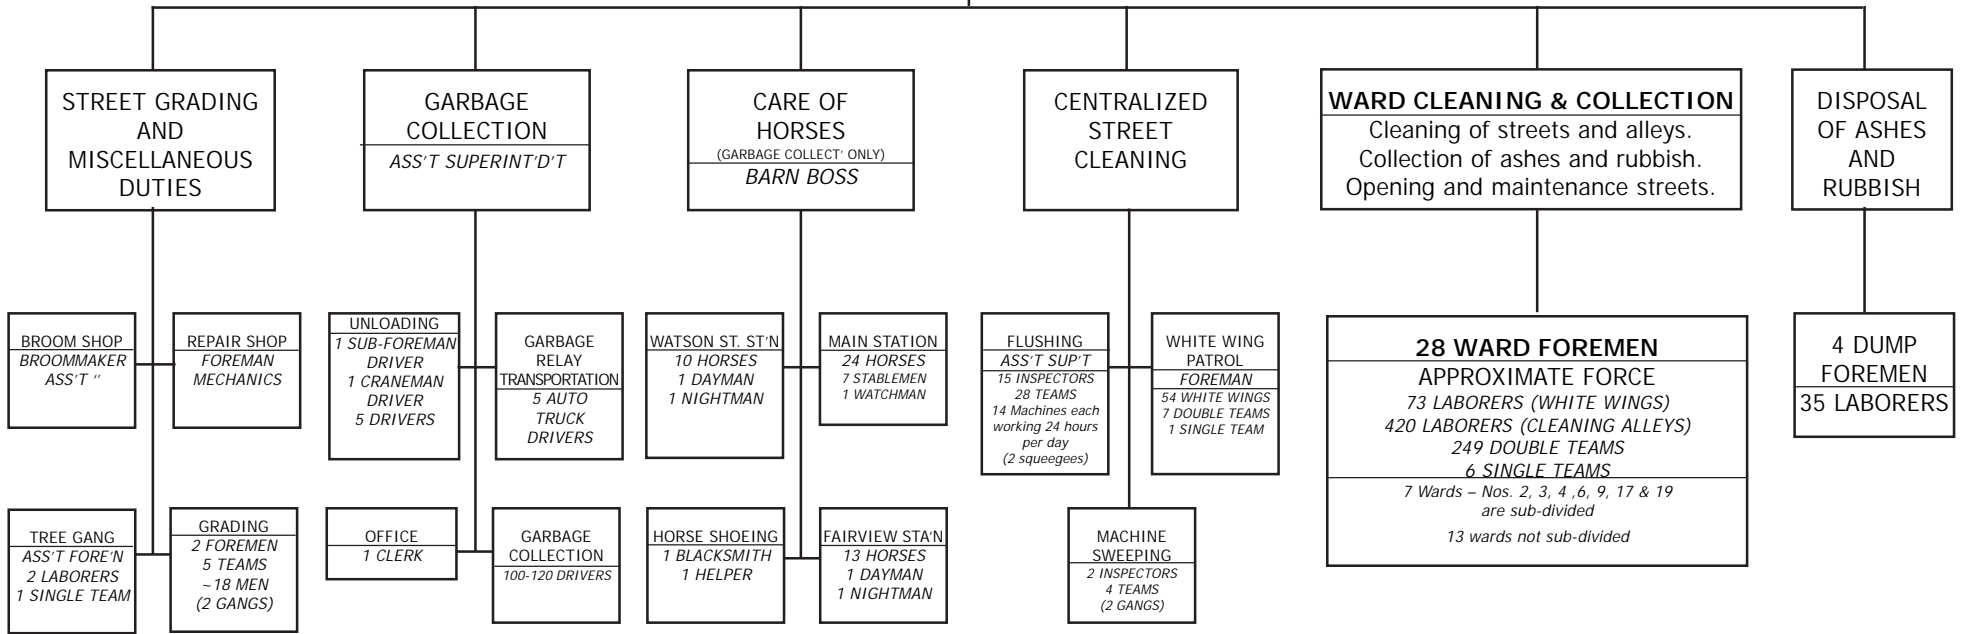 STREET GRADING
AND
MISCELLANEOUS
DUTIES
GARBAGE
COLLECTION
ASS'T SUPERINT'D'T
CARE OF
HORSES
(GARBAGE COLLECT' ONLY)
BARN BOSS
CENTRALIZED
STREET
CLEANING
WARD CLEANING & COLLECTION
Cleaning of streets and alleys.
Collection of ashes and rubbish.
Opening and maintenance streets.
DISPOSAL
OF ASHES
AND
RUBBISH
BROOM SHOP
BROOMMAKER
ASS'T "
REPAIR SHOP
FOREMAN
MECHANICS
UNLOADING
1 SUB-FOREMAN
DRIVER
1 CRANEMAN
DRIVER
5 DRIVERS
GARBAGE
RELAY
TRANSPORTATION
5 AUTO
TRUCK
DRIVERS
WATSON ST. ST'N
10 HORSES
1 DAYMAN
1 NIGHTMAN
MAIN STATION
24 HORSES
7 STABLEMEN
1 WATCHMAN
FLUSHING
ASS'T SUP'T
15 INSPECTORS
28 TEAMS
14 Machines each
working 24 hours
per day
(2 squeegees)
WHITE WING
PATROL
FOREMAN
54 WHITE WINGS
7 DOUBLE TEAMS
1 SINGLE TEAM
28 WARD FOREMEN
APPROXIMATE FORCE
73 LABORERS (WHITE WINGS)
420 LABORERS (CLEANING ALLEYS)
249 DOUBLE TEAMS
6 SINGLE TEAMS
7 Wards – Nos. 2, 3, 4 ,6, 9, 17 & 19
are sub-divided
13 wards not sub-divided
4 DUMP
FOREMEN
35 LABORERS
TREE GANG
ASS'T FORE'N
2 LABORERS
1 SINGLE TEAM
GRADING
2 FOREMEN
5 TEAMS
~18 MEN
(2 GANGS)
OFFICE
1 CLERK
GARBAGE
COLLECTION
100-120 DRIVERS
HORSE SHOEING
1 BLACKSMITH
1 HELPER
FAIRVIEW STA'N
13 HORSES
1 DAYMAN
1 NIGHTMAN
MACHINE
SWEEPING
2 INSPECTORS
4 TEAMS
(2 GANGS)